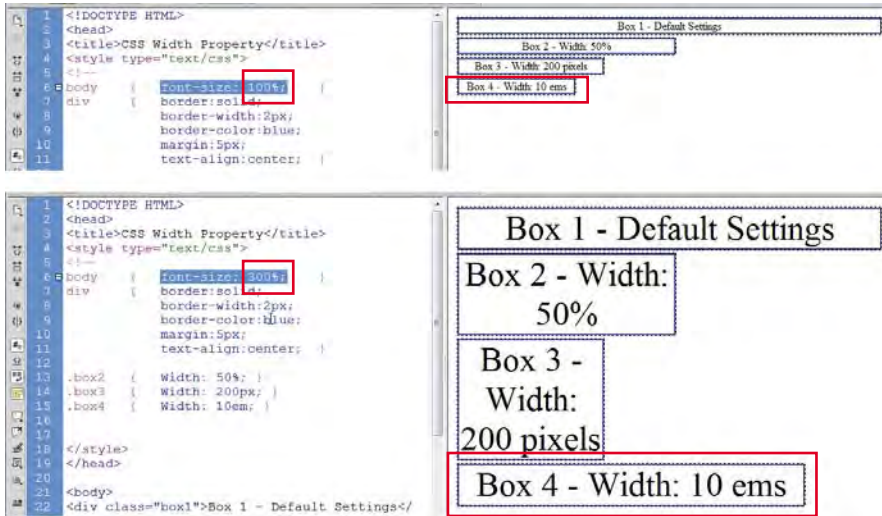 1 <!DOCTYPE HTML>
2 <head>
3 <title>CSS Width Property</title>
4 <style type="text/css">
5 <!--
6 body { font-size: 100%; }
7 div { border:solid;
8 border-width:2px;
9 border-color:blue;
10 margin:5px;
11 text-align:center; }
Box 1 - Default Settings
Box 2 - Width: 50%
Box 3 - Width: 200 pixels
Box 4 - Width: 10 ems
1 <!DOCTYPE HTML>
2 <head>
3 <title>CSS Width Property</title>
4 <style type="text/css">
5 <!--
6 body { font-size: 300%; }
7 div { border:solid;
8 border-width:2px;
9 border-color:blue;
10 margin:5px;
11 text-align:center; }
12
13 .box2 { Width: 50%; }
14 .box3 { Width: 200px; }
15 .box4 { Width: 10em; }
16
17
18 </style>
19 </head>
20
21 <body>
22 <div class="box1">Box 1 - Default Settings</
Box 1 - Default Settings
Box 2 - Width:
50%
Box 3 -
Width:
200 pixels
Box 4 - Width: 10 ems